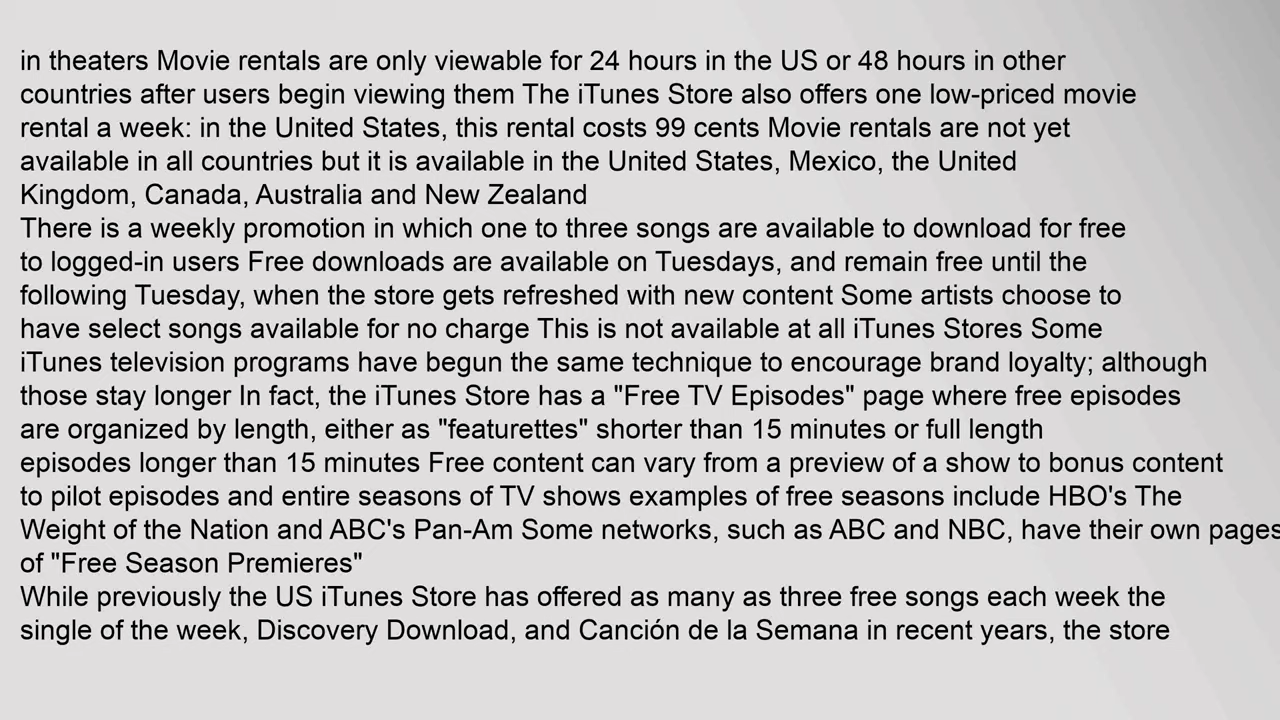 in theaters Movie rentals are only viewable for 24 hours in the US or 48 hours in other
countries after users begin viewing them The iTunes Store also offers one low-priced movie
rental a week: in the United States, this rental costs 99 cents Movie rentals are not yet
available in all countries but it is available in the United States, Mexico, the United
Kingdom, Canada, Australia and New Zealand
There is a weekly promotion in which one to three songs are available to download for free
to logged-in users Free downloads are available on Tuesdays, and remain free until the
following Tuesday, when the store gets refreshed with new content Some artists choose to
have select songs available for no charge This is not available at all iTunes Stores Some
iTunes television programs have begun the same technique to encourage brand loyalty; although
those stay longer In fact, the iTunes Store has a "Free TV Episodes" page where free episodes
are organized by length, either as "featurettes" shorter than 15 minutes or full length
episodes longer than 15 minutes Free content can vary from a preview of a show to bonus content
to pilot episodes and entire seasons of TV shows examples of free seasons include HBO's The
Weight of the Nation and ABC's Pan-Am Some networks, such as ABC and NBC, have their own pages
of "Free Season Premieres"
While previously the US iTunes Store has offered as many as three free songs each week the
single of the week, Discovery Download, and Canción de la Semana in recent years, the store